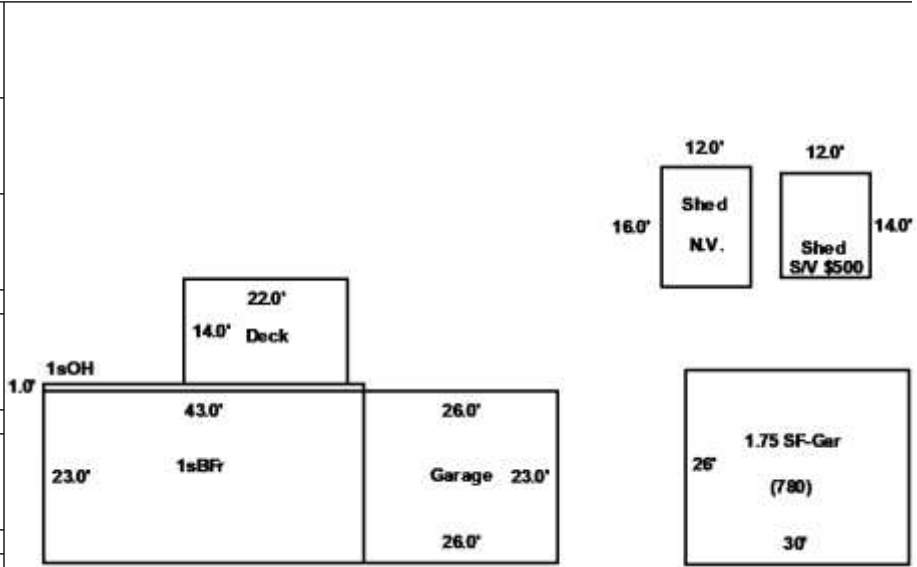 12.0'
12.0'
Shed
16.0'
N.V.
14.0'
Shed
S/V $500
22.0'
14.0'
Deck
1sOH
1.0'
43.0'
26.0'
1.75 SF-Gar
23.0'
1sBFr
Garage
23.0'
26'
(780)
26.0'
30'